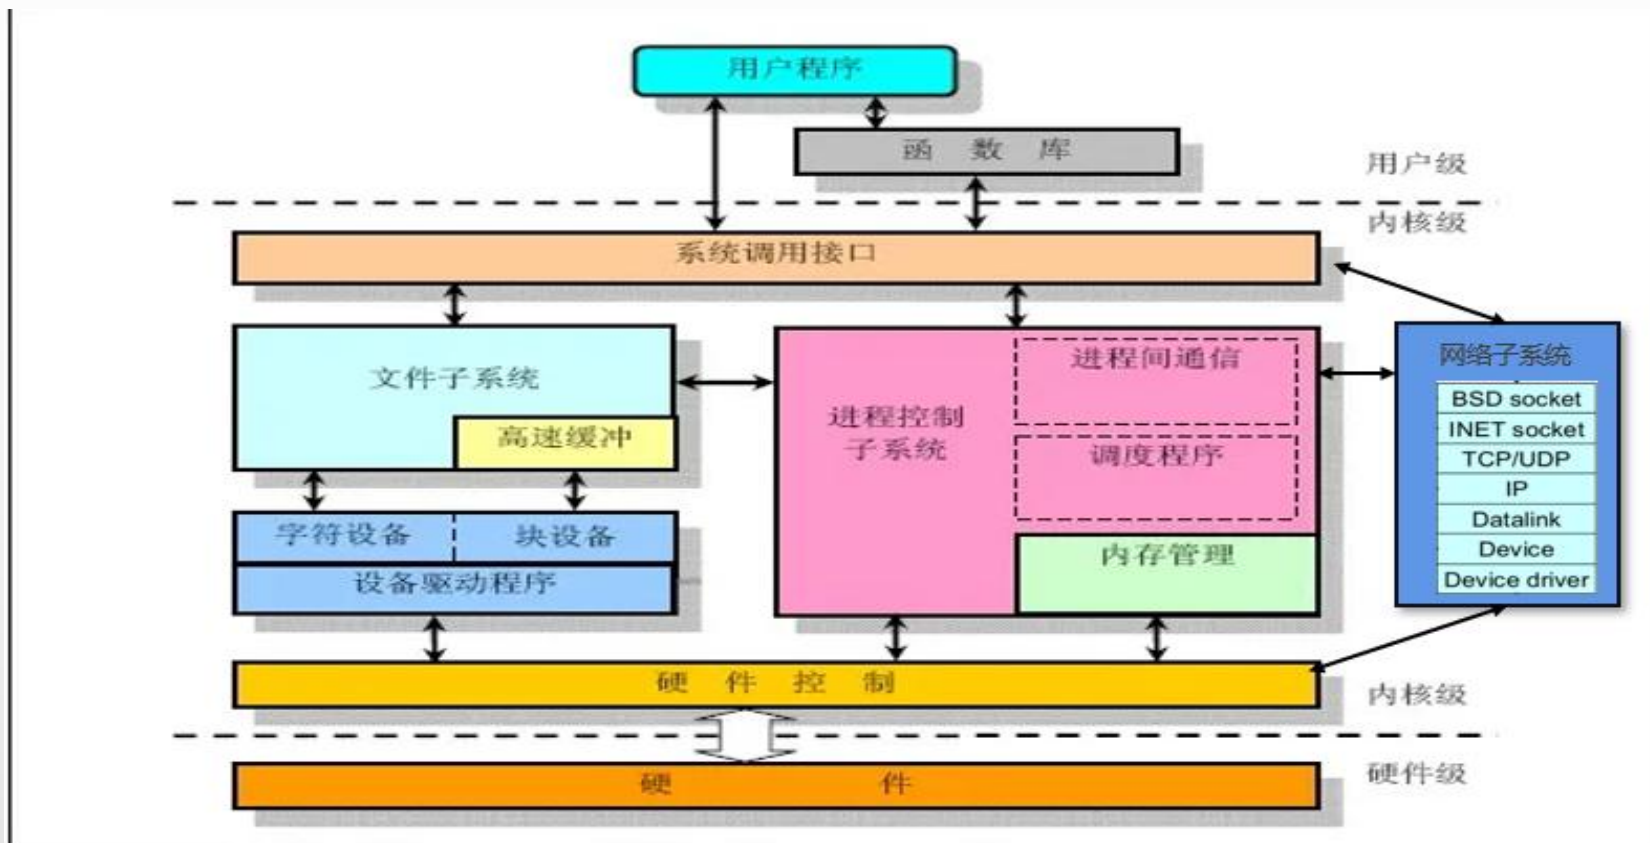 用户程序
函 数 库
用户级
内核级
系统调用接口
文件子系统
高速缓冲
进程控制
子系统
进程间通信
调度程序
内存管理
网络子系统
BSD socket
INET socket
TCP/UDP
IP
Datalink
Device
Device driver
字符设备
块设备
设备驱动程序
硬 件 控 制
内核级
硬件级
硬 件